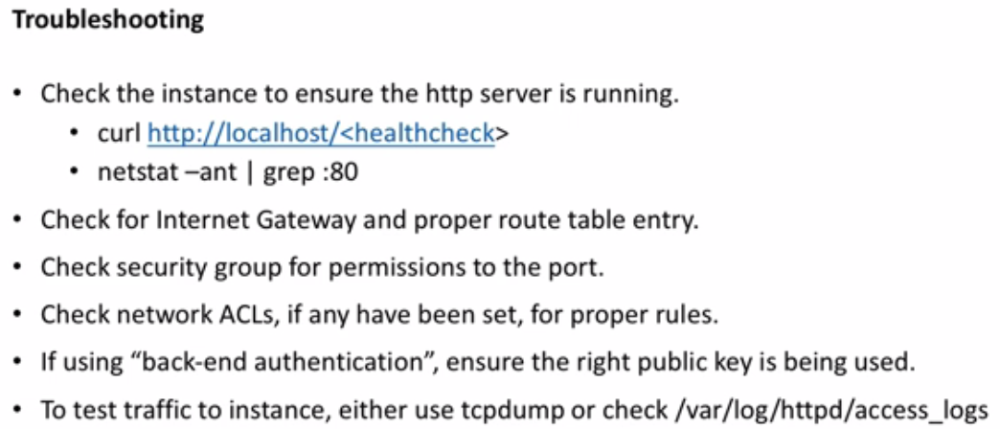 Troubleshooting
• Check the instance to ensure the http server is running.
• curl http://localhost/<healthcheck>
• netstat –ant | grep :80
• Check for Internet Gateway and proper route table entry.
• Check security group for permissions to the port.
• Check network ACLs, if any have been set, for proper rules.
• If using “back-end authentication”, ensure the right public key is being used.
• To test traffic to instance, either use tcpdump or check /var/log/httpd/access_logs